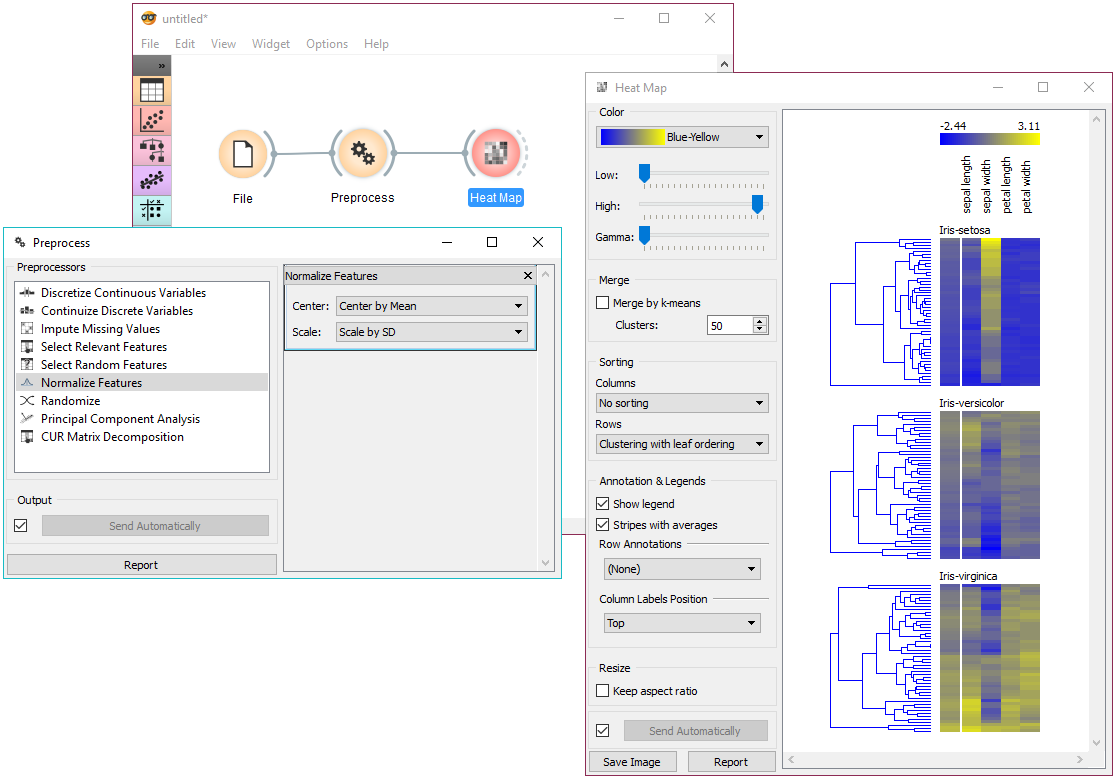 untitled*
File Edit View Widget Options Help
»
File
Preprocess
Heat Map
Preprocess
Preprocessors
Discretize Continuous Variables
Continuize Discrete Variables
Impute Missing Values
Select Relevant Features
Select Random Features
Normalize Features
Randomize
Principal Component Analysis
CUR Matrix Decomposition
Output
Send Automatically
Report
Normalize Features
Center: Center by Mean
Scale: Scale by SD
Heat Map
Color
Blue-Yellow
Low:
High:
Gamma:
Merge
Merge by k-means
Clusters: 50
Sorting
Columns
No sorting
Rows
Clustering with leaf ordering
Annotation & Legends
Show legend
Stripes with averages
Row Annotations
(None)
Column Labels Position
Top
Resize
Keep aspect ratio
Send Automatically
Save Image Report
-2.44 3.11
sepal length
sepal width
petal length
petal width
Iris-setosa
Iris-versicolor
Iris-virginica